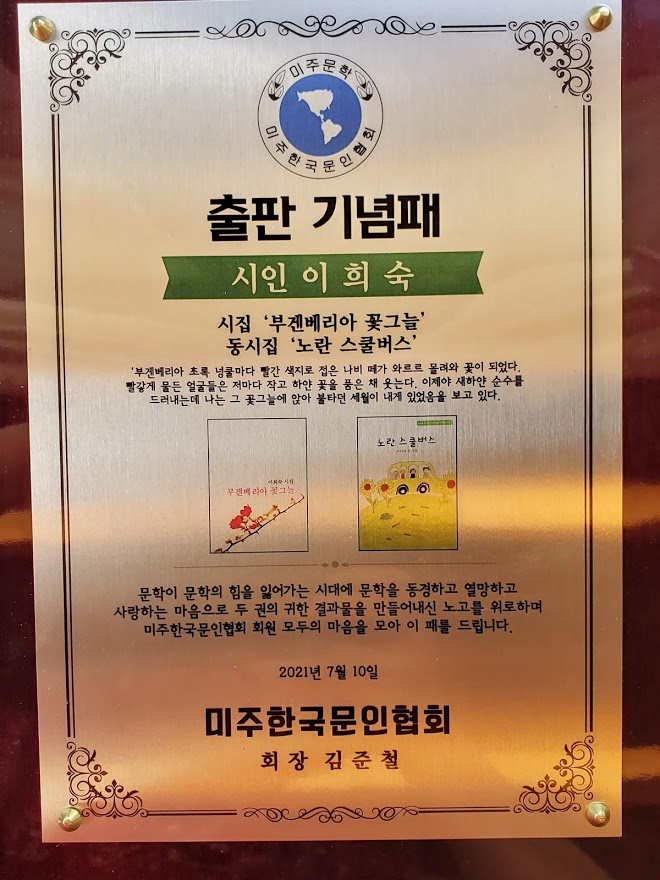 미주문학
미주한국문인협회
출판 기념패
시인 이희숙
시집 '부겐베리아 꽃그늘'
동시집 '노란 스쿨버스'
'부겐베리아 초록 넝쿨마다 빨간 색지로 접은 나비 떼가 와르르 몰려와 꽃이 되었다.
빨갛게 물든 얼굴들은 저마다 작고 하얀 꽃을 품은 채 웃는다. 이제야 새하얀 순수를
드러내는데 나는 그 꽃그늘에 앉아 불타던 세월이 내게 있었음을 보고 있다.
이희숙 시집
부겐베리아 꽃그늘
노란 스쿨버스
문학이 문학의 힘을 잃어가는 시대에 문학을 동경하고 열망하고
사랑하는 마음으로 두 권의 귀한 결과물을 만들어내신 노고를 위로하며
미주한국문인협회 회원 모두의 마음을 모아 이 패를 드립니다.
2021년 7월 10일
미주한국문인협회
회장 김준철